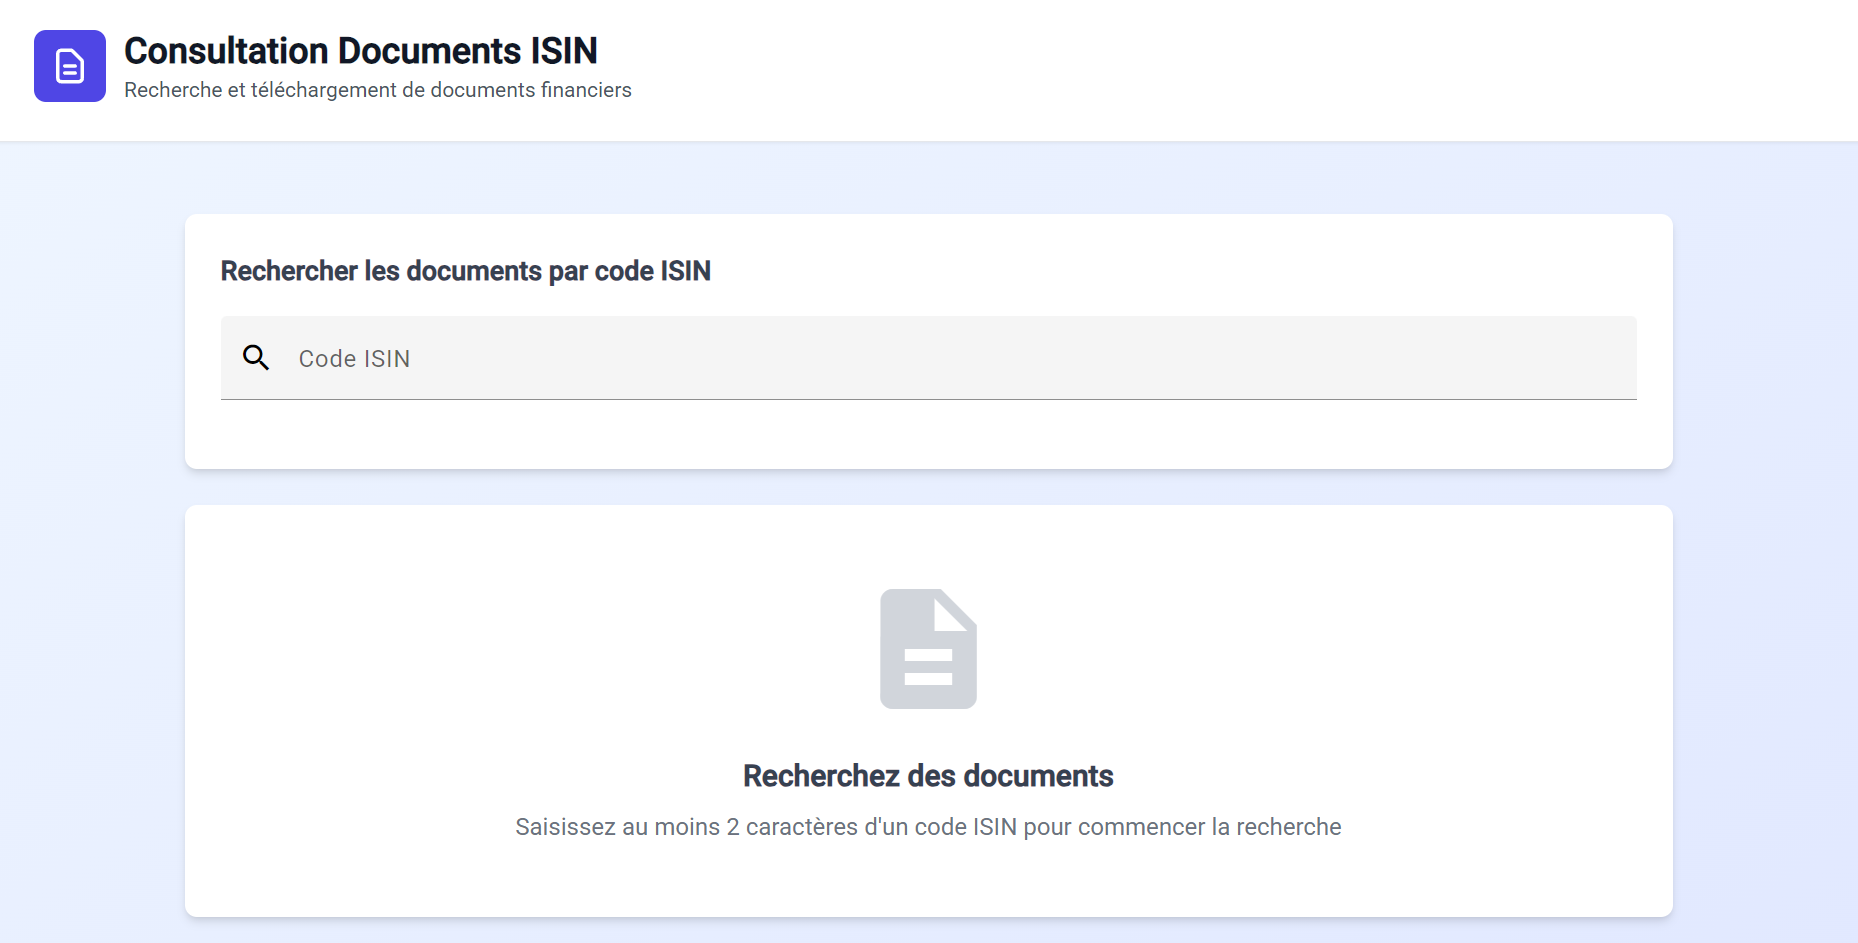 Consultation Documents ISIN
Recherche et téléchargement de documents financiers
Rechercher les documents par code ISIN
Code ISIN
Recherchez des documents
Saisissez au moins 2 caractères d'un code ISIN pour commencer la recherche